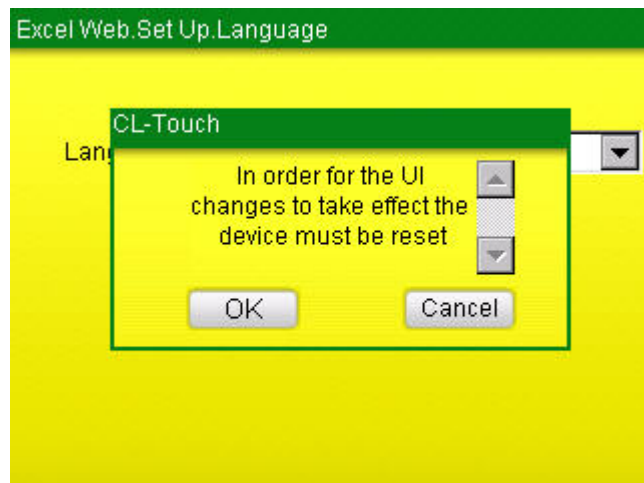 Excel Web.Set Up.Language
CL-Touch
In order for the UI
changes to take effect the
device must be reset
OK
Cancel